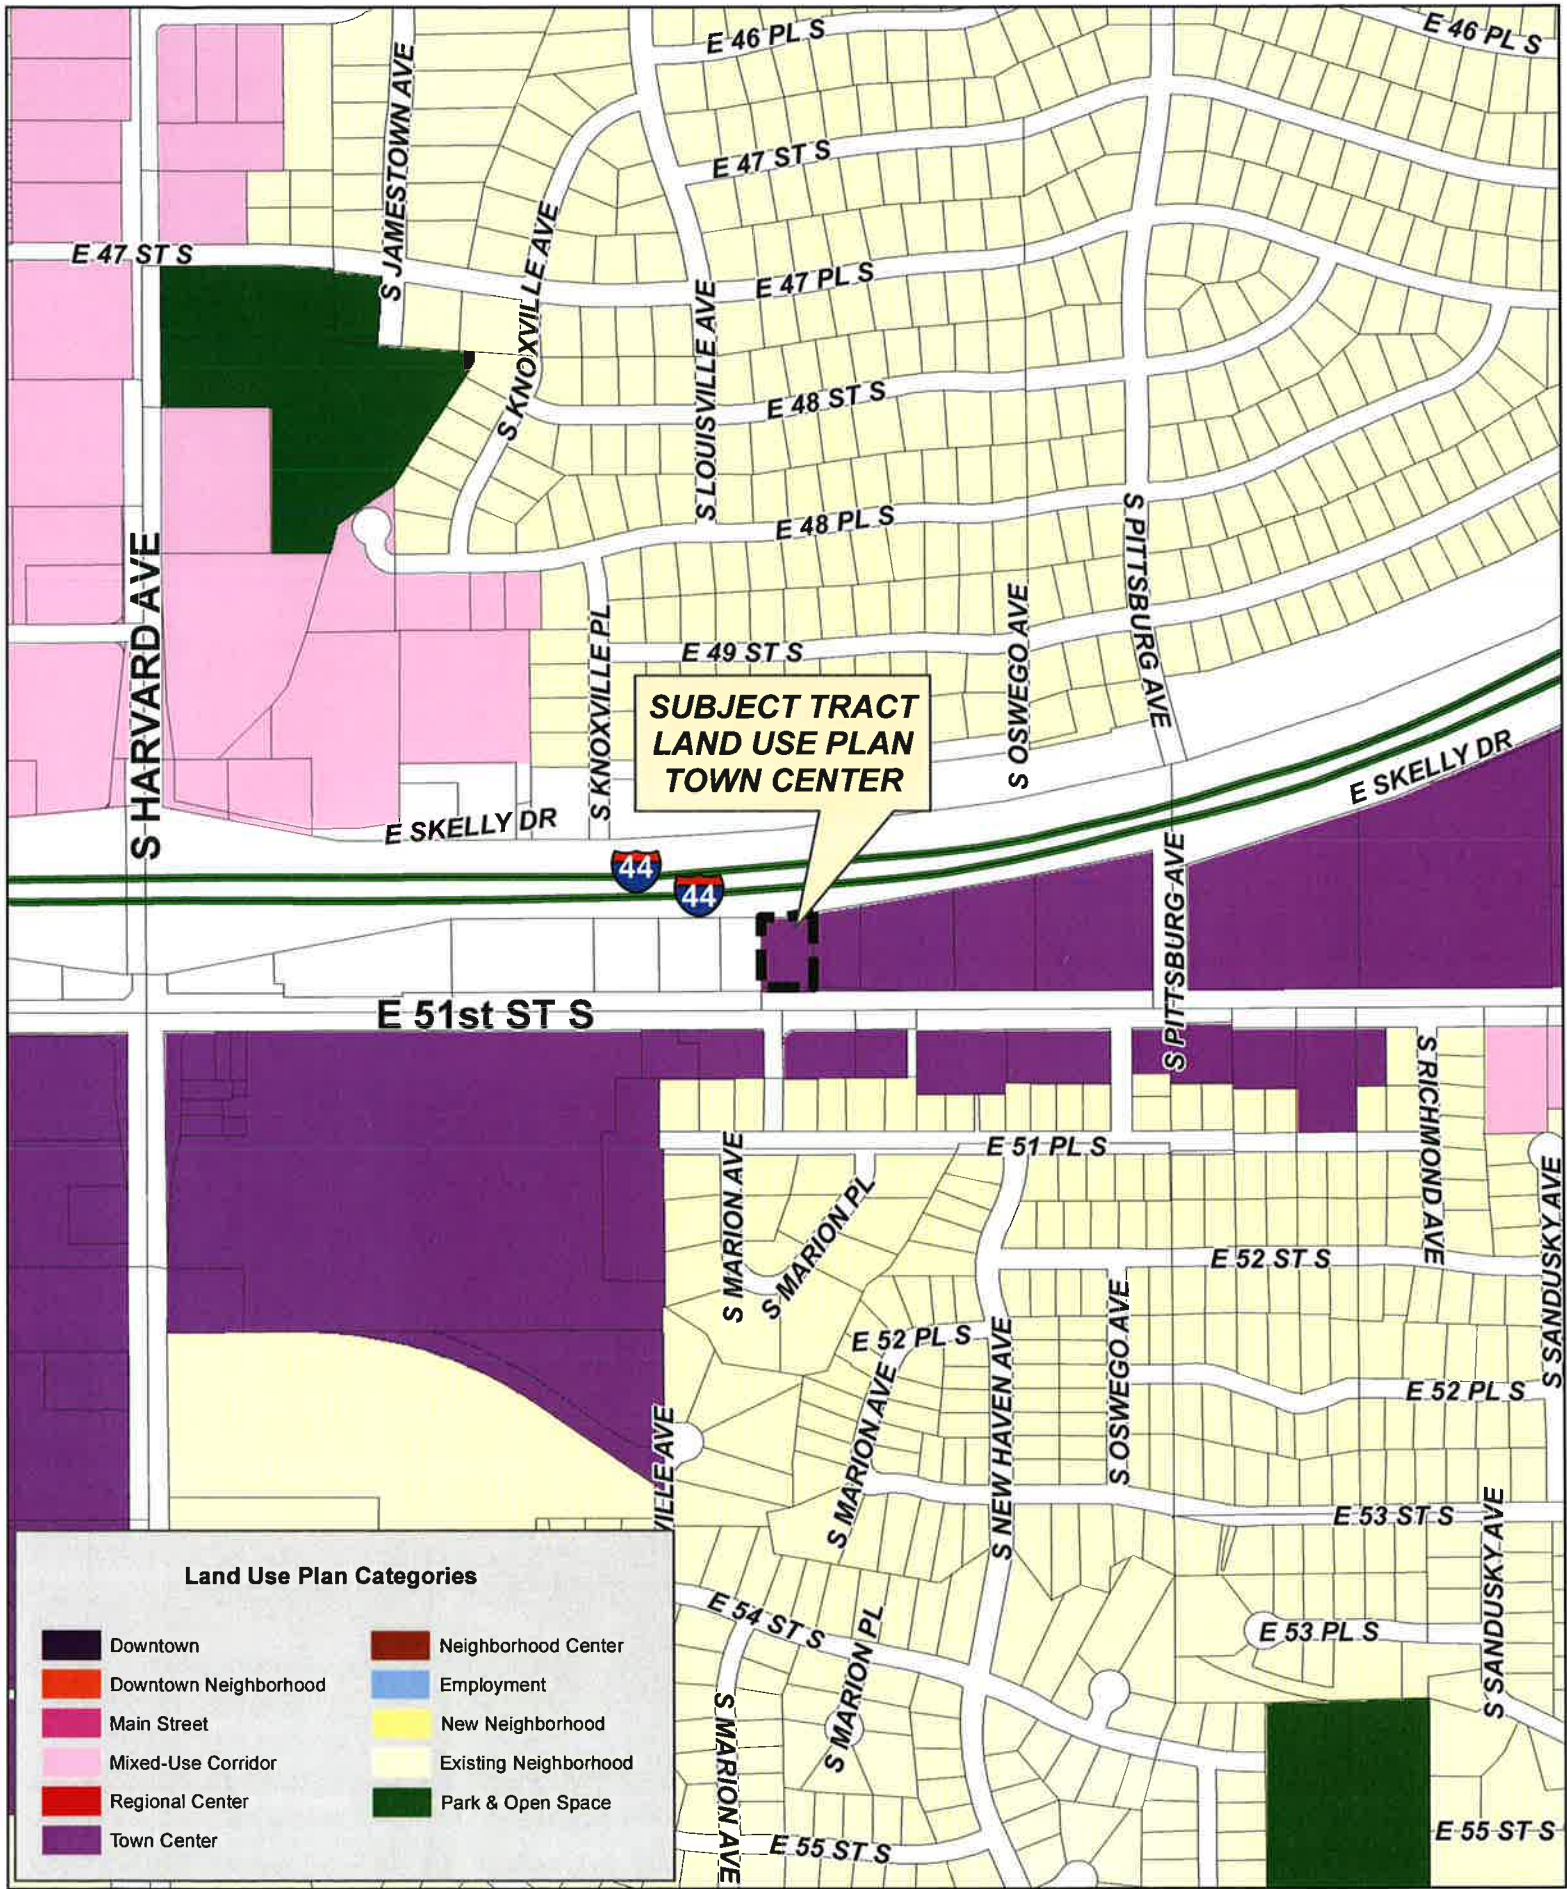 E 46 PL S
E 46 PL S
S JAMESTOWN AVE
E 47 ST S
E 47 ST S
S KNOXVILLE AVE
E 47 PL S
S LOUISVILLE AVE
E 48 ST S
E 48 PL S
S PITTSBURG AVE
S HARVARD AVE
S KNOXVILLE PL
E 49 ST S
S OSWEGO AVE
SUBJECT TRACT
LAND USE PLAN
TOWN CENTER
E SKELLY DR
E SKELLY DR
44
44
S PITTSBURG AVE
E 51st ST S
S RICHMOND AVE
E 51 PL S
S MARION AVE
S MARION PL
E 52 ST S
S SANDUSKY AVE
S OSWEGO AVE
E 52 PL S
S NEW HAVEN AVE
S MARION AVE
E 52 PL S
VILLE AVE
E 53 ST S
S SANDUSKY AVE
E 54 ST S
S MARION PL
E 53 PL S
S MARION AVE
E 55 ST S
E 55 ST S
Land Use Plan Categories
Downtown
Downtown Neighborhood
Main Street
Mixed-Use Corridor
Regional Center
Town Center
Neighborhood Center
Employment
New Neighborhood
Existing Neighborhood
Park & Open Space